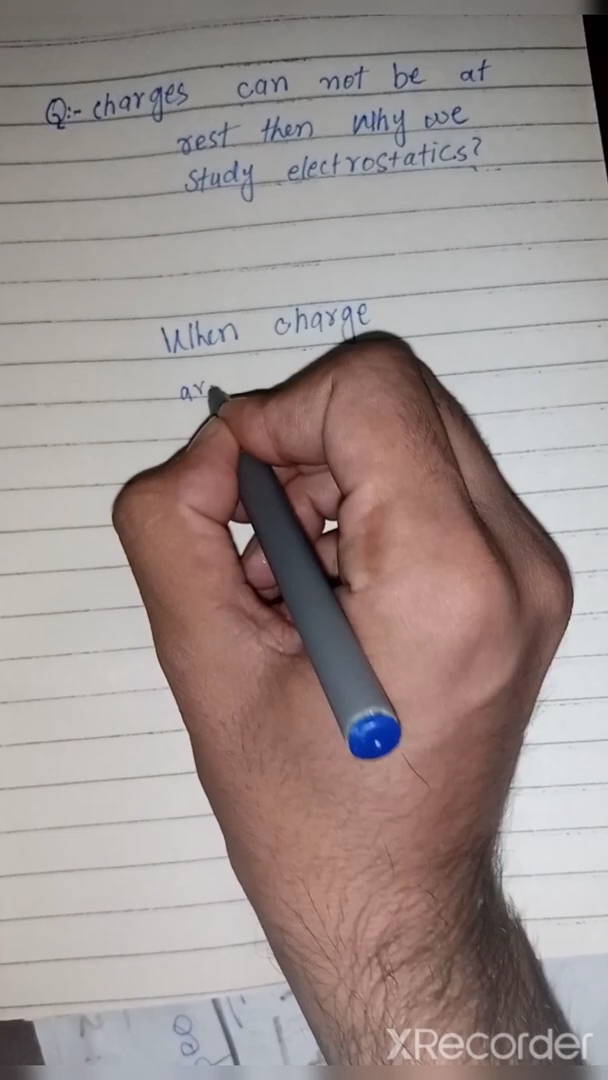 Q:- charges can not be at
rest then why we
study electrostatics?
When charge
ar
XRecorder